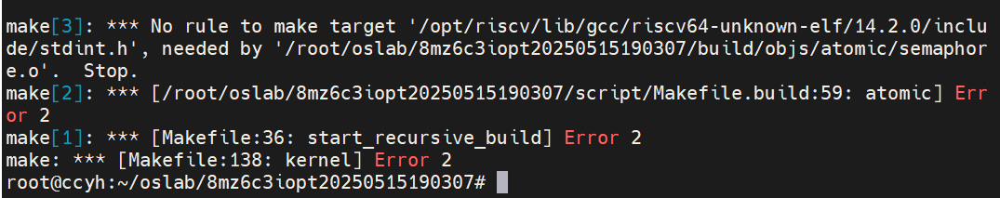 make[3]: *** No rule to make target '/opt/riscv/lib/gcc/riscv64-unknown-elf/14.2.0/inclu
de/stdint.h', needed by '/root/oslab/8mz6c3iopt20250515190307/build/objs/atomic/semaphor
e.o'.  Stop.
make[2]: *** [/root/oslab/8mz6c3iopt20250515190307/script/Makefile.build:59: atomic] Err
or 2
make[1]: *** [Makefile:36: start_recursive_build] Error 2
make: *** [Makefile:138: kernel] Error 2
root@ccyh:~/oslab/8mz6c3iopt20250515190307#